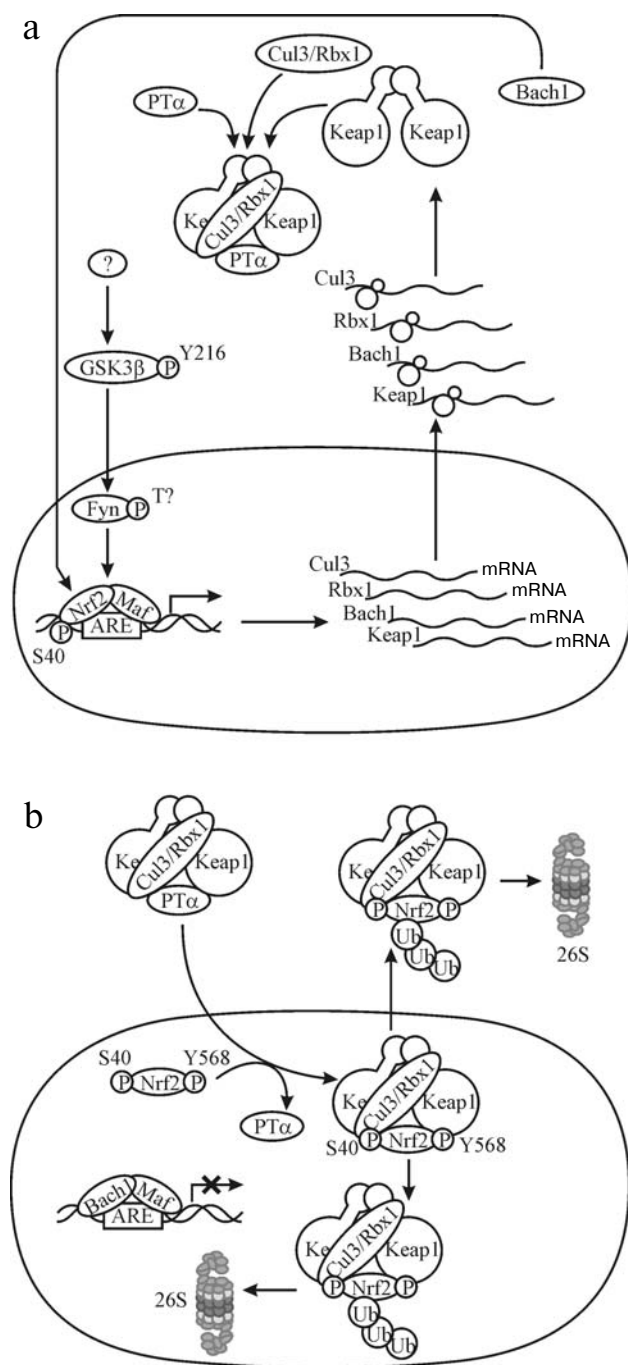 a
Cul3/Rbx1
Bach1
PTα
Keap1 Keap1
Ke Cul3/Rbx1 Keap1
PTα
?
Cul3
GSK3β P Y216
Rbx1
Bach1
Keap1
Fyn P T?
Cul3 mRNA
Rbx1 mRNA
Bach1 mRNA
Keap1 mRNA
Nrf2 Maf
P ARE
S40
b
Ke Cul3/Rbx1 Keap1
PTα
Ke Cul3/Rbx1 Keap1
P Nrf2 P
Ub
Ub
Ub
26S
S40 Y568
P Nrf2 P
PTα
Ke Cul3/Rbx1 Keap1
S40 P Nrf2 P Y568
Bach1 Maf
ARE
Ke Cul3/Rbx1 Keap1
P Nrf2 P
Ub
Ub
Ub
26S